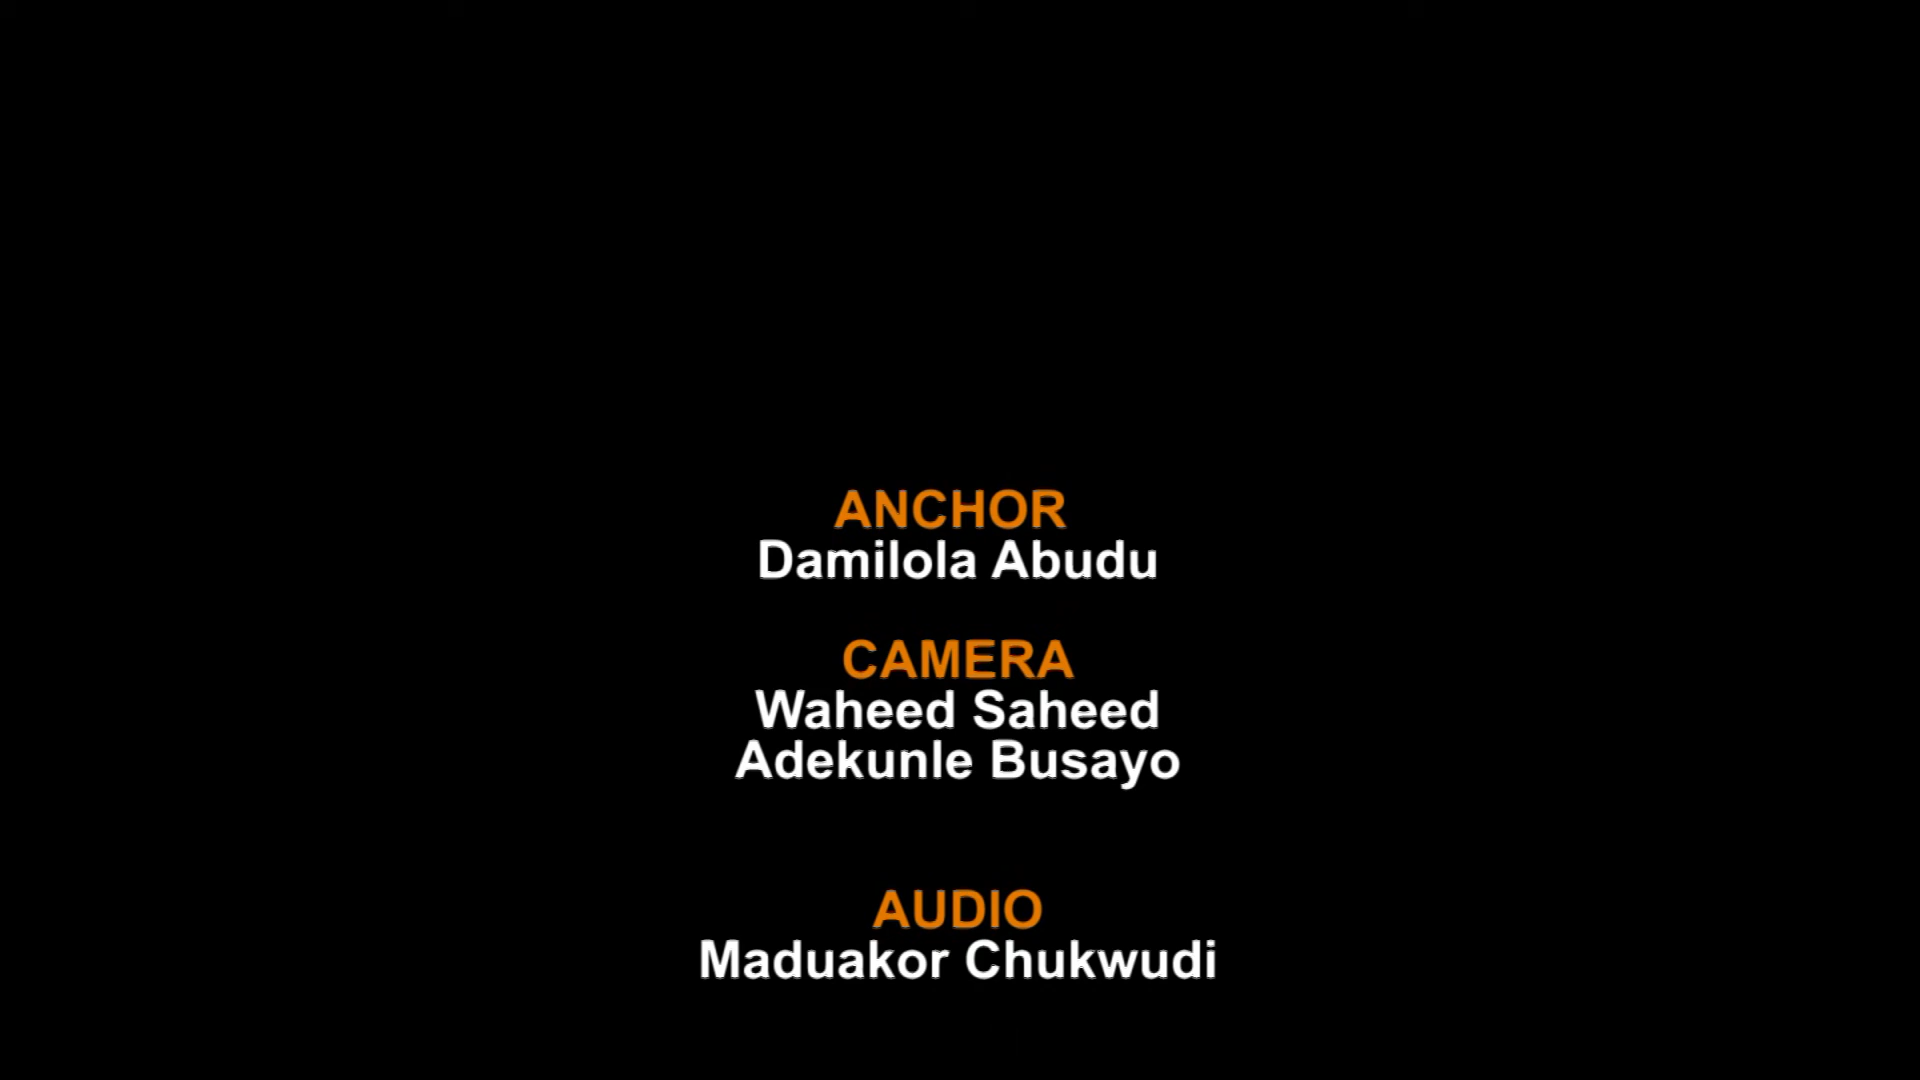 ANCHOR
Damilola Abudu
CAMERA
Waheed Saheed
Adekunle Busayo
AUDIO
Maduakor Chukwudi